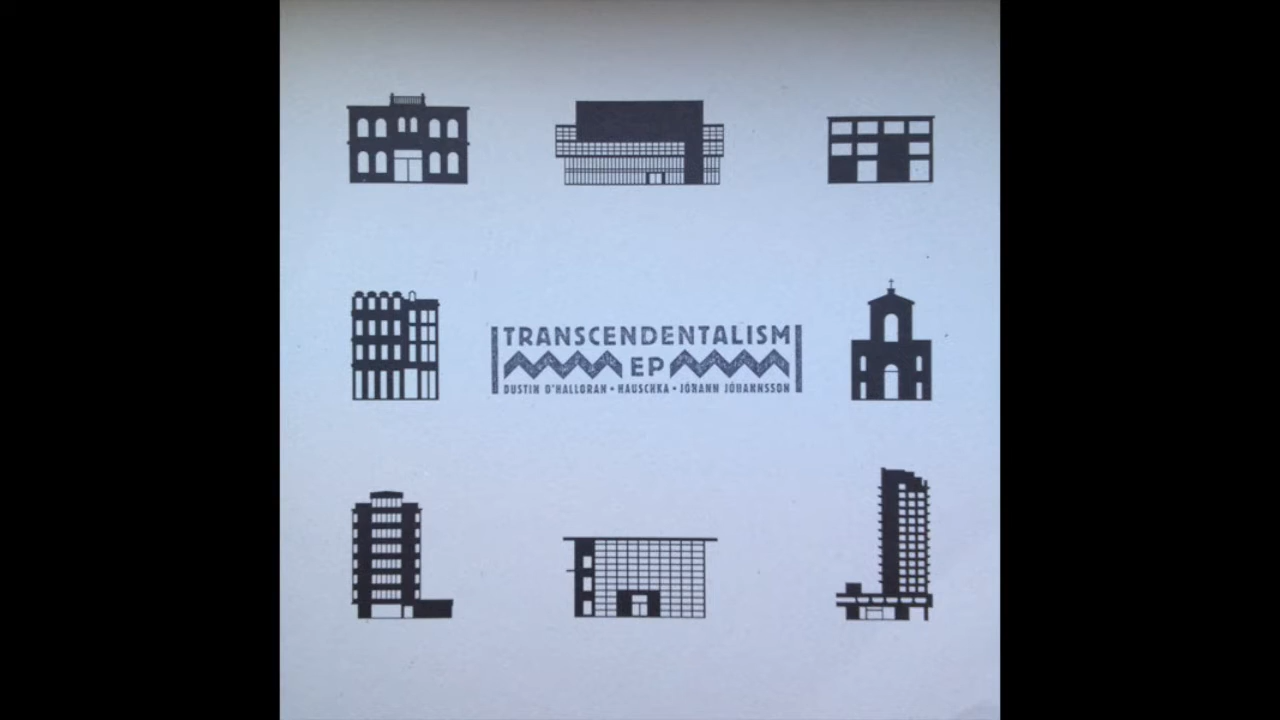 TRANSCENDENTALISM
EP
DUSTIN O'HALLORAN • HAUSCHKA • JÓHANN JÓHANNSSON